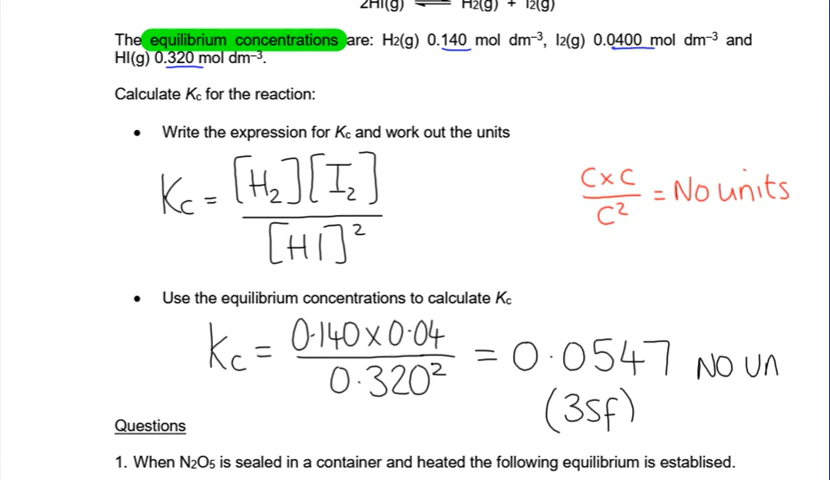 2HI(g) ⇌ H2(g) + I2(g)
The equilibrium concentrations are: H2(g) 0.140 mol dm⁻³, I2(g) 0.0400 mol dm⁻³ and
HI(g) 0.320 mol dm⁻³.
Calculate Kc for the reaction:
• Write the expression for Kc and work out the units
Kc = [H2][I2] / [HI]²
C×C / C² = No units
• Use the equilibrium concentrations to calculate Kc
Kc = 0.140×0.04 / 0.320² = 0.0547 NO UN
(3sf)
Questions
1. When N2O5 is sealed in a container and heated the following equilibrium is establised.